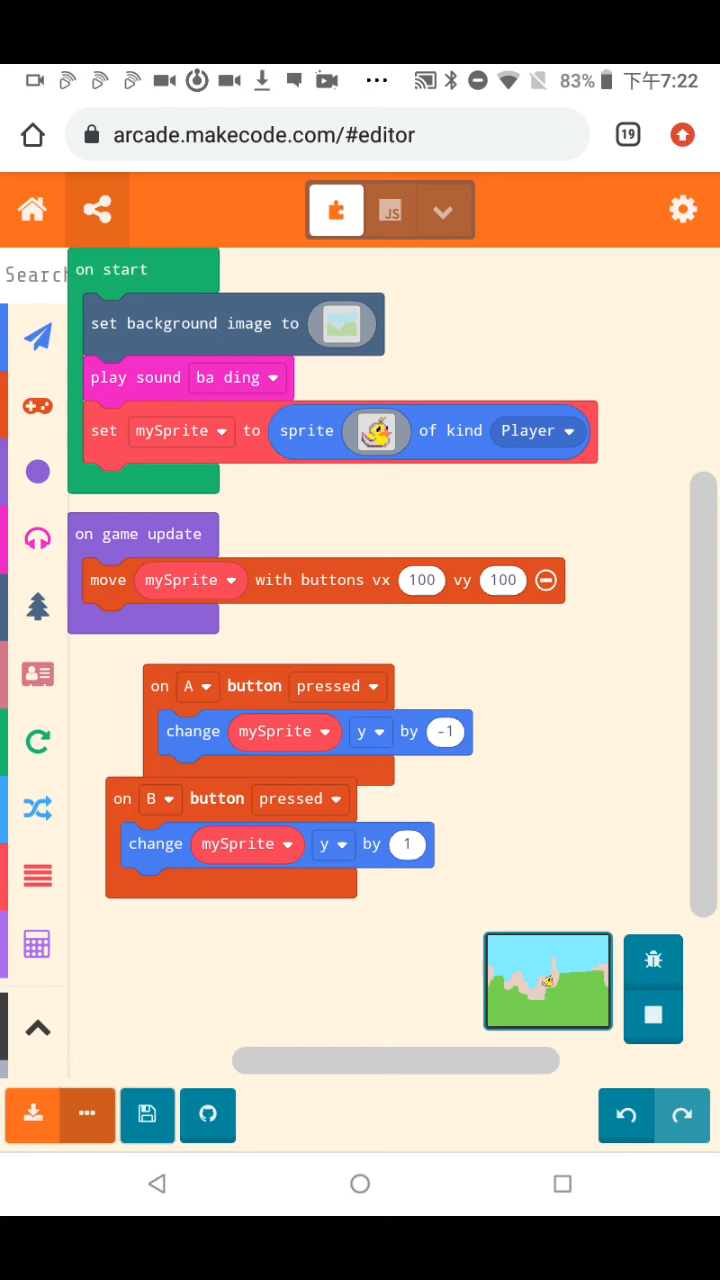 83% 下午7:22
arcade.makecode.com/#editor 19
JS
Search
on start
set background image to
play sound ba ding
set mySprite to sprite of kind Player
on game update
move mySprite with buttons vx 100 vy 100
on A button pressed
change mySprite y by -1
on B button pressed
change mySprite y by 1